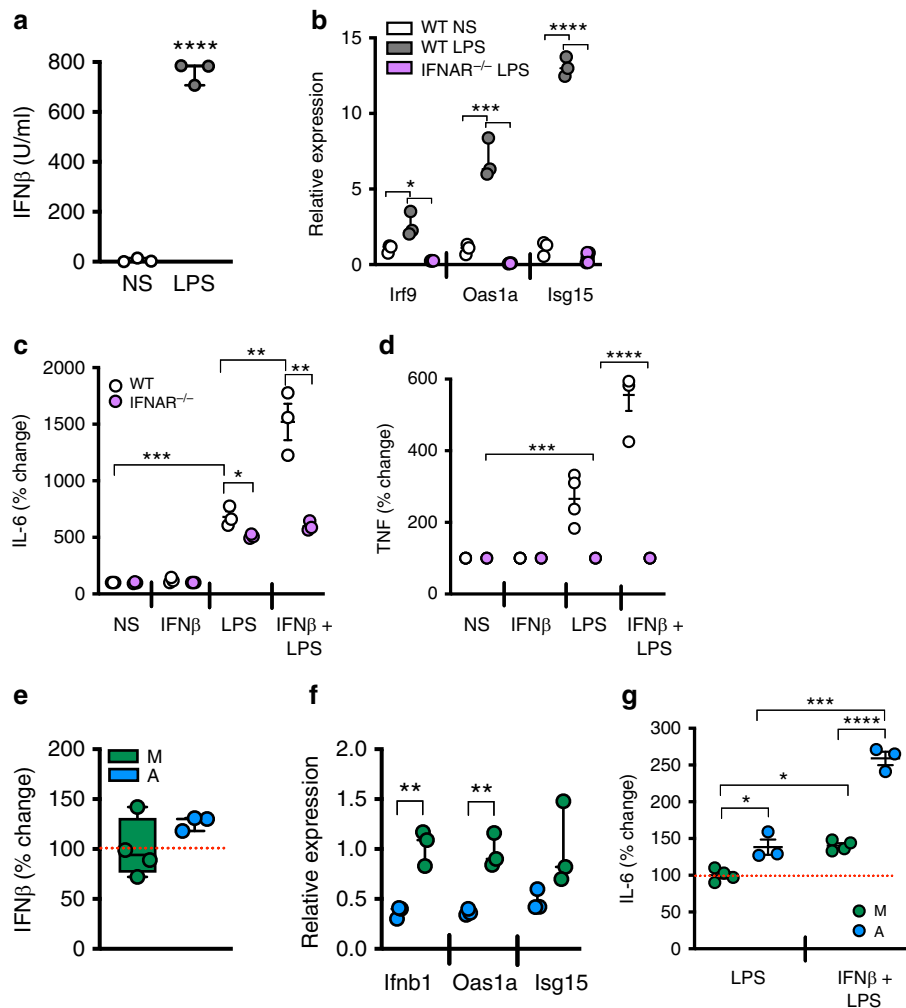 a
IFNβ (U/ml)
800
600
400
200
0
****
NS
LPS
b
Relative expression
15
10
5
0
WT NS
WT LPS
IFNAR−/− LPS
*
***
****
****
Irf9
Oas1a
Isg15
c
IL-6 (% change)
2000
1500
1000
500
0
WT
IFNAR−/−
***
*
**
**
NS
IFNβ
LPS
IFNβ +
LPS
d
TNF (% change)
600
400
200
0
***
****
NS
IFNβ
LPS
IFNβ +
LPS
e
IFNβ (% change)
200
150
100
50
0
M
A
f
Relative expression
2.0
1.5
1.0
0.5
0.0
**
**
Ifnb1
Oas1a
Isg15
g
IL-6 (% change)
300
250
200
150
100
50
0
***
****
*
*
M
A
LPS
IFNβ +
LPS